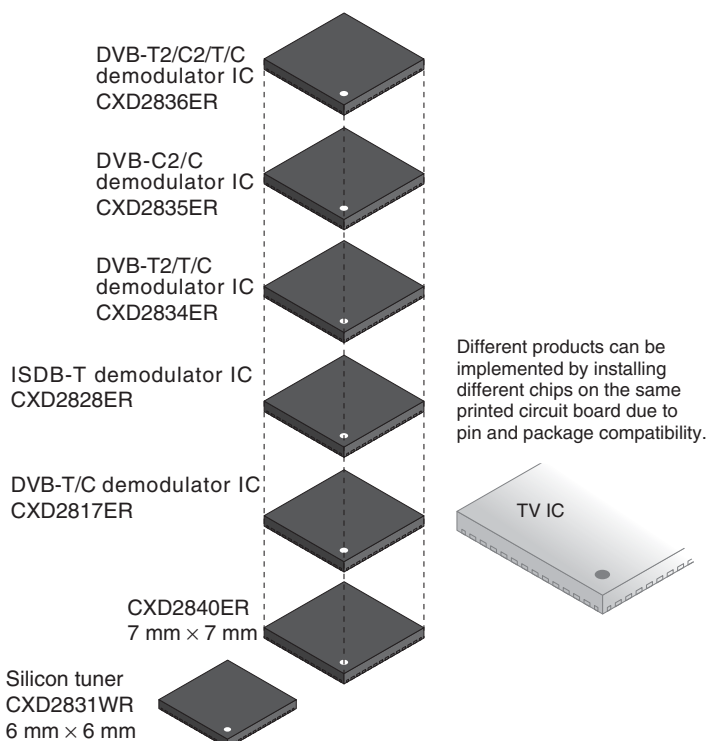 DVB-T2/C2/T/C
demodulator IC
CXD2836ER
DVB-C2/C
demodulator IC
CXD2835ER
DVB-T2/T/C
demodulator IC
CXD2834ER
ISDB-T demodulator IC
CXD2828ER
DVB-T/C demodulator IC
CXD2817ER
CXD2840ER
7 mm × 7 mm
Silicon tuner
CXD2831WR
6 mm × 6 mm
Different products can be
implemented by installing
different chips on the same
printed circuit board due to
pin and package compatibility.
TV IC